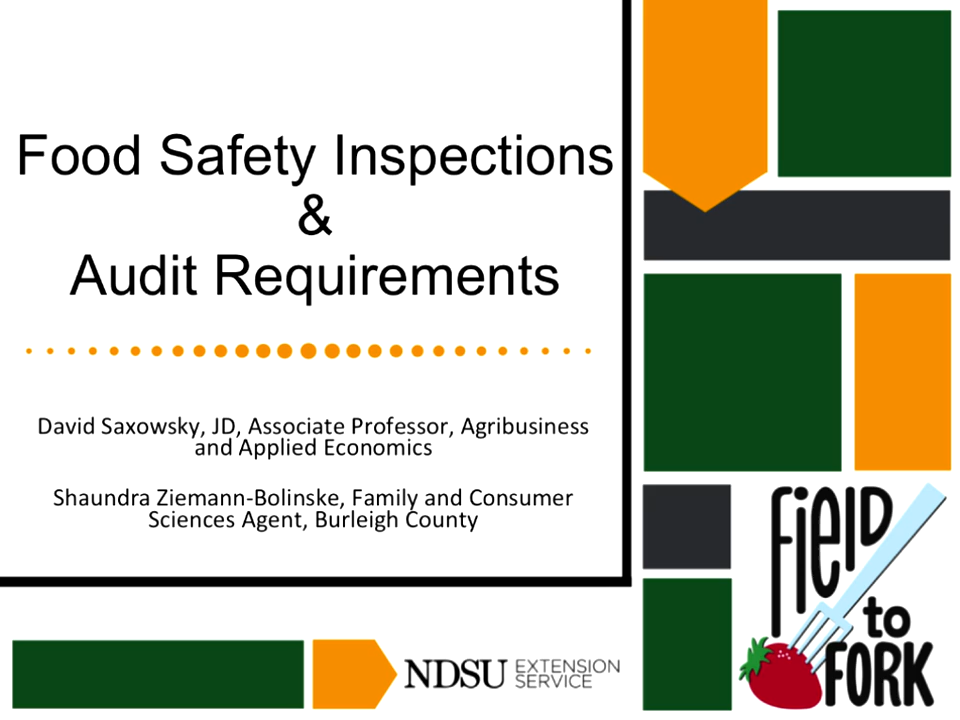 Food Safety Inspections
&
Audit Requirements
David Saxowsky, JD, Associate Professor, Agribusiness
and Applied Economics
Shaundra Ziemann-Bolinske, Family and Consumer
Sciences Agent, Burleigh County
FiElD
to
FORK
NDSU EXTENSION
SERVICE